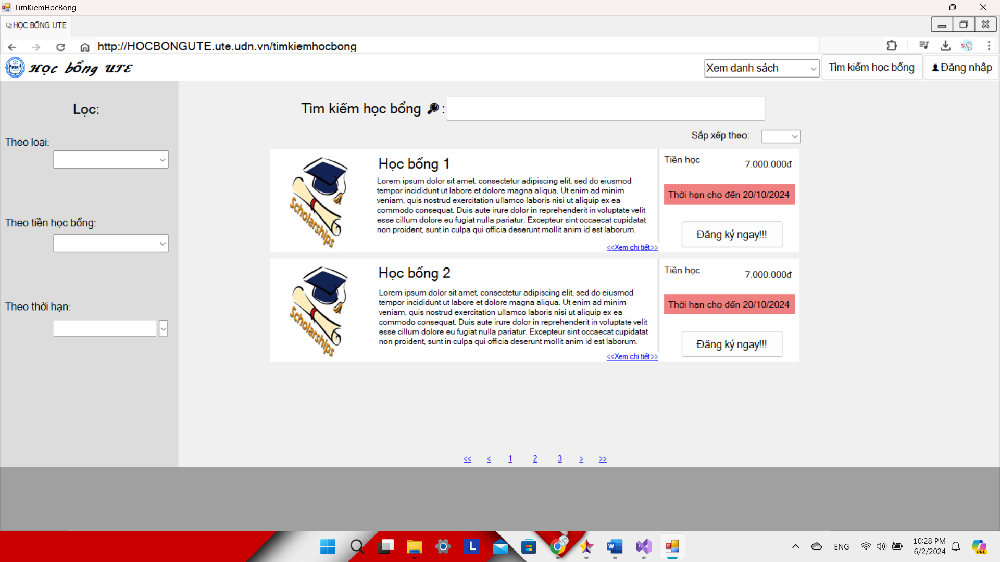 TimKiemHocBong
HỌC BỔNG UTE
http://HOCBONGUTE.ute.udn.vn/timkiemhocbong
Học bổng UTE
Xem danh sách
Tìm kiếm học bổng
Đăng nhập
Lọc:
Theo loại:
Theo tiền học bổng:
Theo thời hạn:
Tìm kiếm học bổng :
Sắp xếp theo:
Scholarships
Học bổng 1
Lorem ipsum dolor sit amet, consectetur adipiscing elit, sed do eiusmod
tempor incididunt ut labore et dolore magna aliqua. Ut enim ad minim
veniam, quis nostrud exercitation ullamco laboris nisi ut aliquip ex ea
commodo consequat. Duis aute irure dolor in reprehenderit in voluptate velit
esse cillum dolore eu fugiat nulla pariatur. Excepteur sint occaecat cupidatat
non proident, sunt in culpa qui officia deserunt mollit anim id est laborum.
<<Xem chi tiết>>
Tiền học
7.000.000đ
Thời hạn cho đến 20/10/2024
Đăng ký ngay!!!
Scholarships
Học bổng 2
Lorem ipsum dolor sit amet, consectetur adipiscing elit, sed do eiusmod
tempor incididunt ut labore et dolore magna aliqua. Ut enim ad minim
veniam, quis nostrud exercitation ullamco laboris nisi ut aliquip ex ea
commodo consequat. Duis aute irure dolor in reprehenderit in voluptate velit
esse cillum dolore eu fugiat nulla pariatur. Excepteur sint occaecat cupidatat
non proident, sunt in culpa qui officia deserunt mollit anim id est laborum.
<<Xem chi tiết>>
Tiền học
7.000.000đ
Thời hạn cho đến 20/10/2024
Đăng ký ngay!!!
<< < 1 2 3 > >>
L
W
ENG
10:28 PM
6/2/2024
PRE